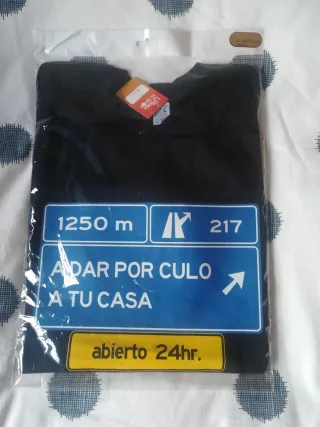 1250 m
217
A DAR POR CULO
A TU CASA
abierto 24hr.